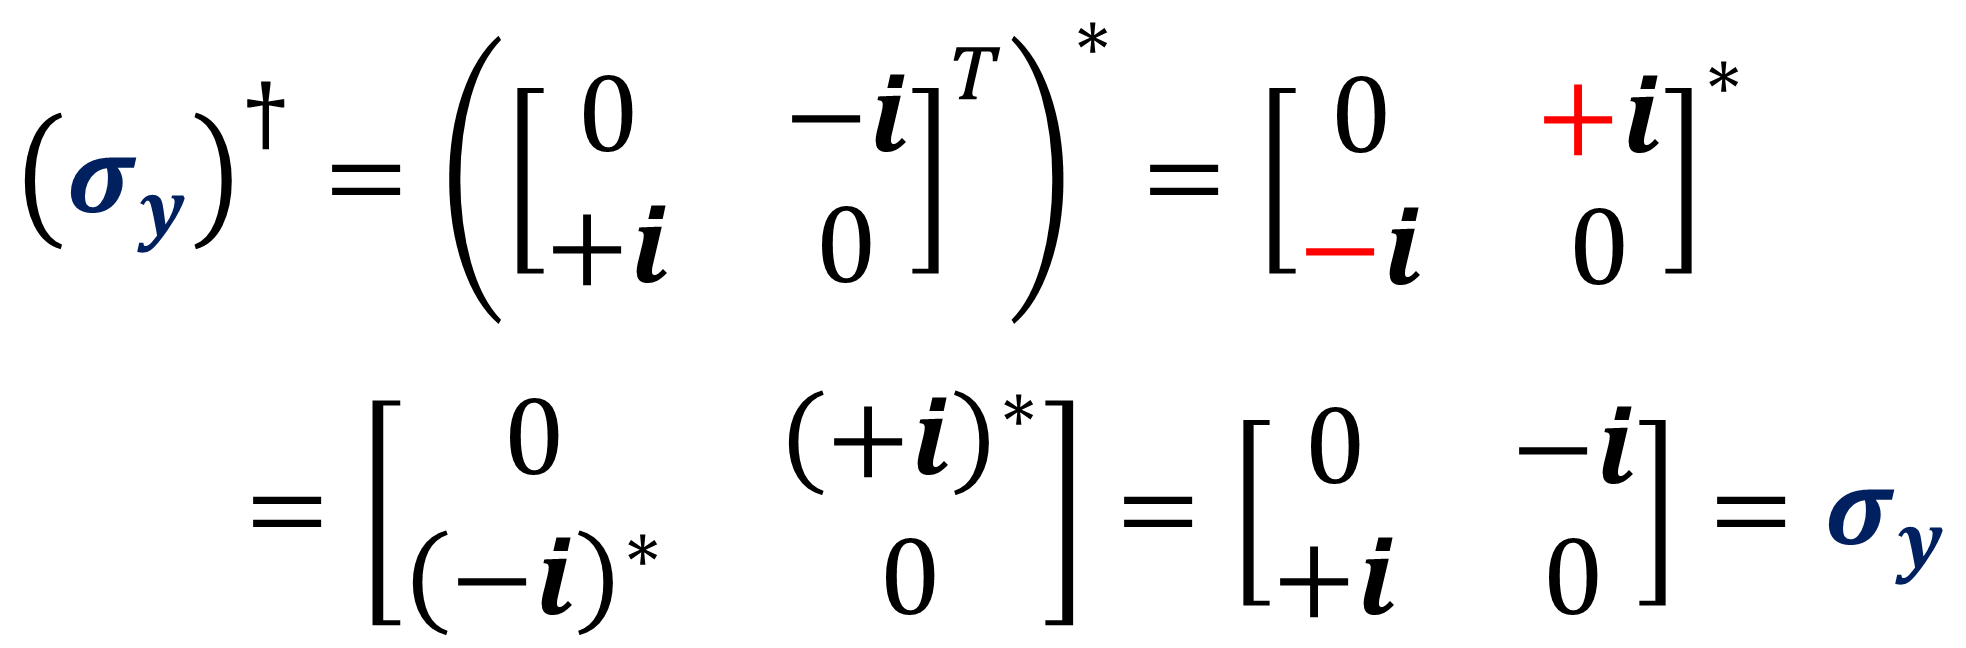 (σ_y)^† = ([0 −i; +i 0]^T)^* = [0 +i; −i 0]^*
= [0 (+i)^*; (−i)^* 0] = [0 −i; +i 0] = σ_y